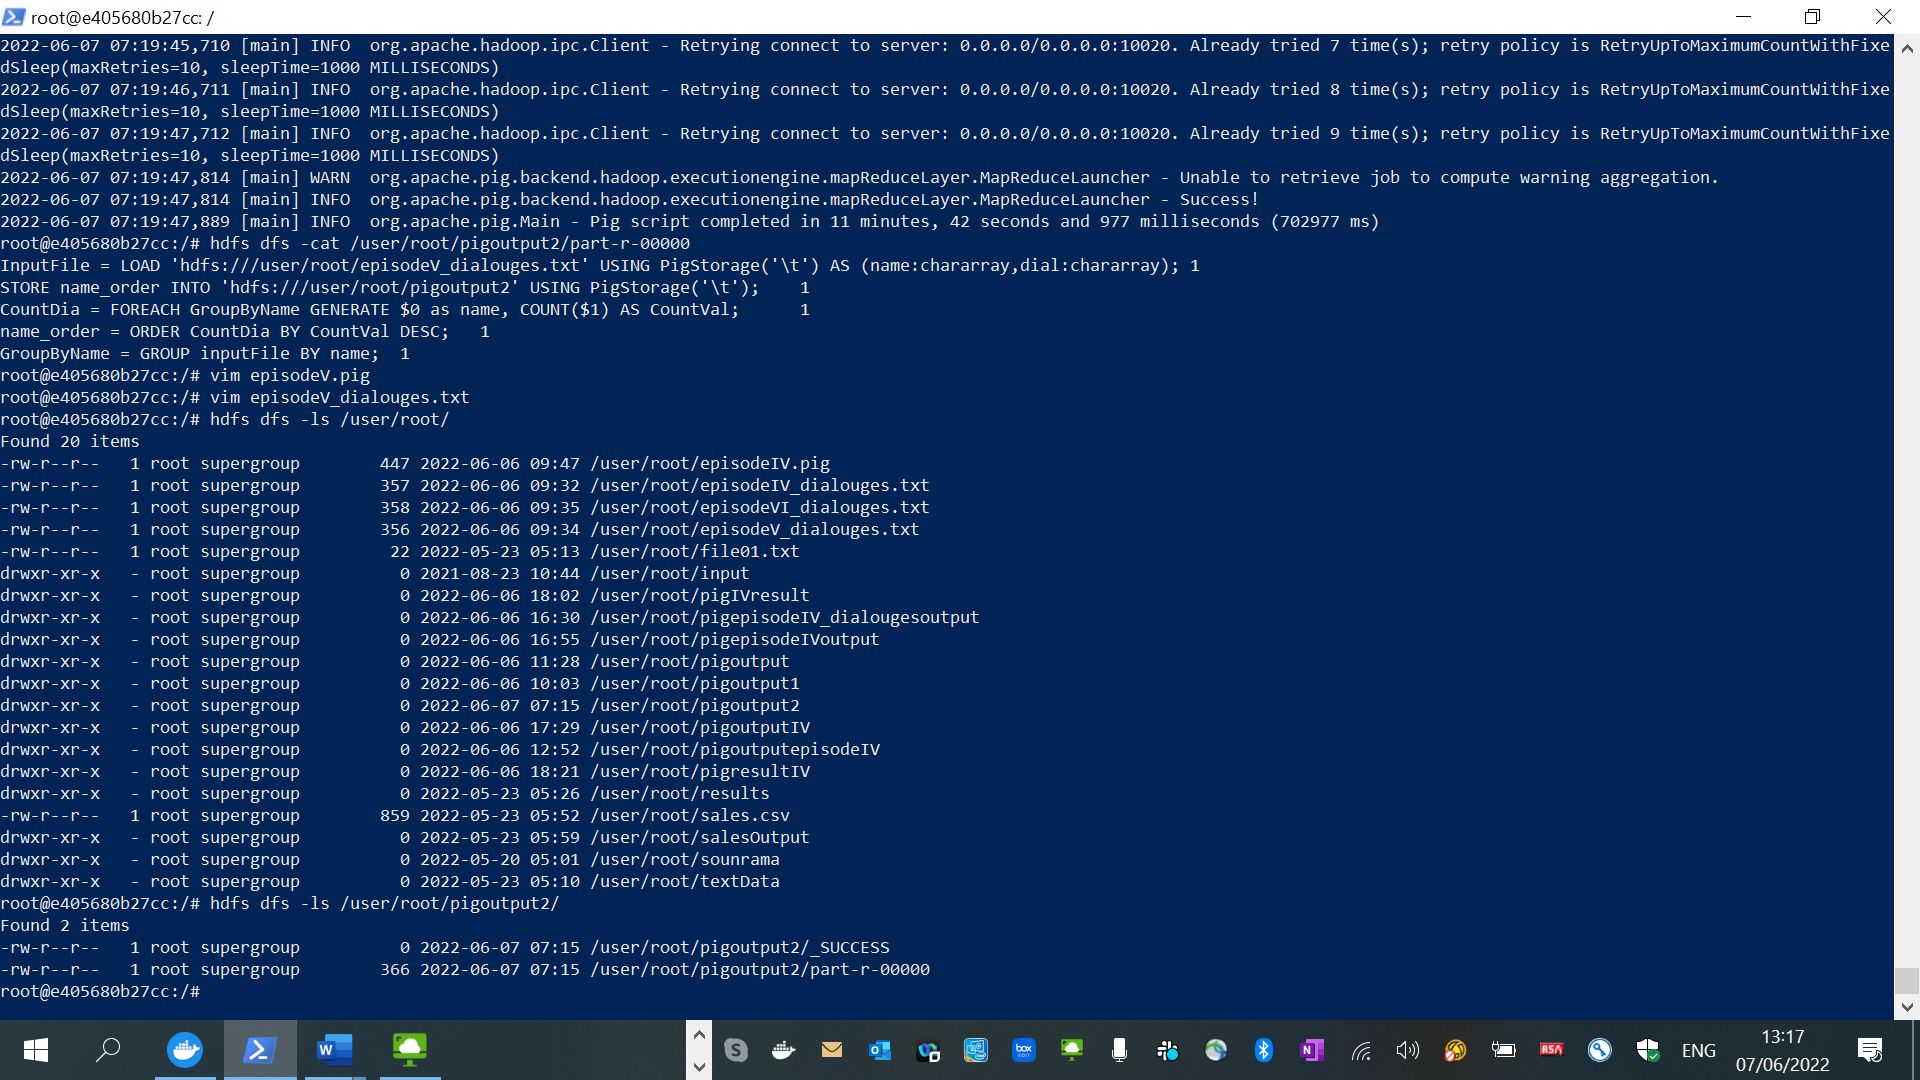 root@e405680b27cc: /
2022-06-07 07:19:45,710 [main] INFO  org.apache.hadoop.ipc.Client - Retrying connect to server: 0.0.0.0/0.0.0.0:10020. Already tried 7 time(s); retry policy is RetryUpToMaximumCountWithFixe
dSleep(maxRetries=10, sleepTime=1000 MILLISECONDS)
2022-06-07 07:19:46,711 [main] INFO  org.apache.hadoop.ipc.Client - Retrying connect to server: 0.0.0.0/0.0.0.0:10020. Already tried 8 time(s); retry policy is RetryUpToMaximumCountWithFixe
dSleep(maxRetries=10, sleepTime=1000 MILLISECONDS)
2022-06-07 07:19:47,712 [main] INFO  org.apache.hadoop.ipc.Client - Retrying connect to server: 0.0.0.0/0.0.0.0:10020. Already tried 9 time(s); retry policy is RetryUpToMaximumCountWithFixe
dSleep(maxRetries=10, sleepTime=1000 MILLISECONDS)
2022-06-07 07:19:47,814 [main] WARN  org.apache.pig.backend.hadoop.executionengine.mapReduceLayer.MapReduceLauncher - Unable to retrieve job to compute warning aggregation.
2022-06-07 07:19:47,814 [main] INFO  org.apache.pig.backend.hadoop.executionengine.mapReduceLayer.MapReduceLauncher - Success!
2022-06-07 07:19:47,889 [main] INFO  org.apache.pig.Main - Pig script completed in 11 minutes, 42 seconds and 977 milliseconds (702977 ms)
root@e405680b27cc:/# hdfs dfs -cat /user/root/pigoutput2/part-r-00000
InputFile = LOAD 'hdfs:///user/root/episodeV_dialouges.txt' USING PigStorage('\t') AS (name:chararray,dial:chararray); 1
STORE name_order INTO 'hdfs:///user/root/pigoutput2' USING PigStorage('\t');    1
CountDia = FOREACH GroupByName GENERATE $0 as name, COUNT($1) AS CountVal;      1
name_order = ORDER CountDia BY CountVal DESC;   1
GroupByName = GROUP inputFile BY name;  1
root@e405680b27cc:/# vim episodeV.pig
root@e405680b27cc:/# vim episodeV_dialouges.txt
root@e405680b27cc:/# hdfs dfs -ls /user/root/
Found 20 items
-rw-r--r--   1 root supergroup        447 2022-06-06 09:47 /user/root/episodeIV.pig
-rw-r--r--   1 root supergroup        357 2022-06-06 09:32 /user/root/episodeIV_dialouges.txt
-rw-r--r--   1 root supergroup        358 2022-06-06 09:35 /user/root/episodeVI_dialouges.txt
-rw-r--r--   1 root supergroup        356 2022-06-06 09:34 /user/root/episodeV_dialouges.txt
-rw-r--r--   1 root supergroup         22 2022-05-23 05:13 /user/root/file01.txt
drwxr-xr-x   - root supergroup          0 2021-08-23 10:44 /user/root/input
drwxr-xr-x   - root supergroup          0 2022-06-06 18:02 /user/root/pigIVresult
drwxr-xr-x   - root supergroup          0 2022-06-06 16:30 /user/root/pigepisodeIV_dialougesoutput
drwxr-xr-x   - root supergroup          0 2022-06-06 16:55 /user/root/pigepisodeIVoutput
drwxr-xr-x   - root supergroup          0 2022-06-06 11:28 /user/root/pigoutput
drwxr-xr-x   - root supergroup          0 2022-06-06 10:03 /user/root/pigoutput1
drwxr-xr-x   - root supergroup          0 2022-06-07 07:15 /user/root/pigoutput2
drwxr-xr-x   - root supergroup          0 2022-06-06 17:29 /user/root/pigoutputIV
drwxr-xr-x   - root supergroup          0 2022-06-06 12:52 /user/root/pigoutputepisodeIV
drwxr-xr-x   - root supergroup          0 2022-06-06 18:21 /user/root/pigresultIV
drwxr-xr-x   - root supergroup          0 2022-05-23 05:26 /user/root/results
-rw-r--r--   1 root supergroup        859 2022-05-23 05:52 /user/root/sales.csv
drwxr-xr-x   - root supergroup          0 2022-05-23 05:59 /user/root/salesOutput
drwxr-xr-x   - root supergroup          0 2022-05-20 05:01 /user/root/sounrama
drwxr-xr-x   - root supergroup          0 2022-05-23 05:10 /user/root/textData
root@e405680b27cc:/# hdfs dfs -ls /user/root/pigoutput2/
Found 2 items
-rw-r--r--   1 root supergroup          0 2022-06-07 07:15 /user/root/pigoutput2/_SUCCESS
-rw-r--r--   1 root supergroup        366 2022-06-07 07:15 /user/root/pigoutput2/part-r-00000
root@e405680b27cc:/#
ENG
13:17
07/06/2022
RSA
box
EDIT